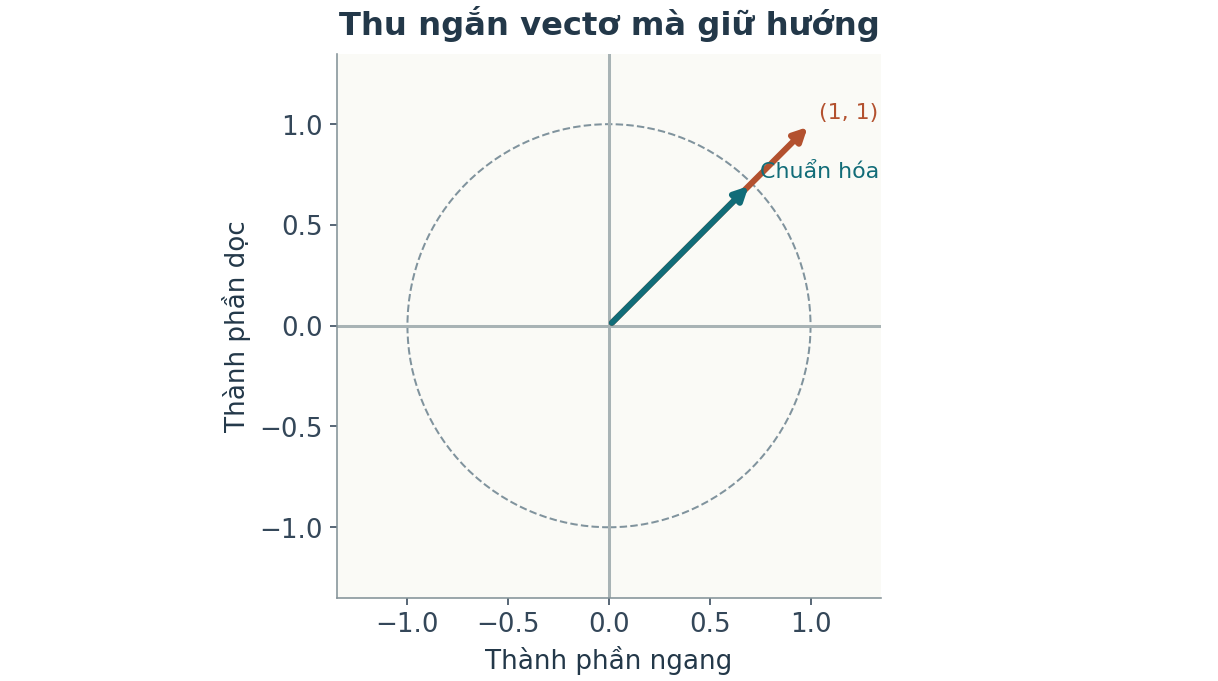 Thu ngắn vectơ mà giữ hướng
(1, 1)
Chuẩn hóa
Thành phần dọc
1.0
0.5
0.0
−0.5
−1.0
−1.0 −0.5 0.0 0.5 1.0
Thành phần ngang